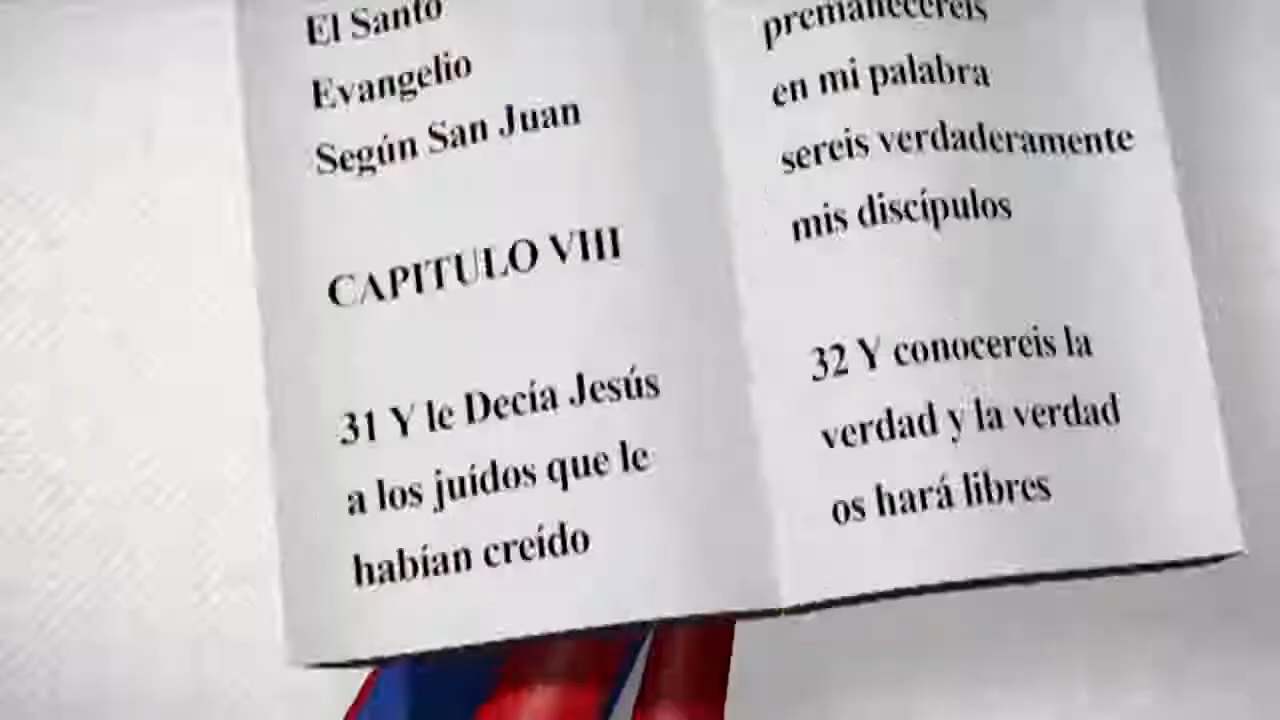 El Santo
Evangelio
Según San Juan
CAPITULO VIII
31 Y le Decía Jesús
a los juídos que le
habían creído
premanecereis
en mi palabra
sereis verdaderamente
mis discípulos
32 Y conocereis la
verdad y la verdad
os hará libres